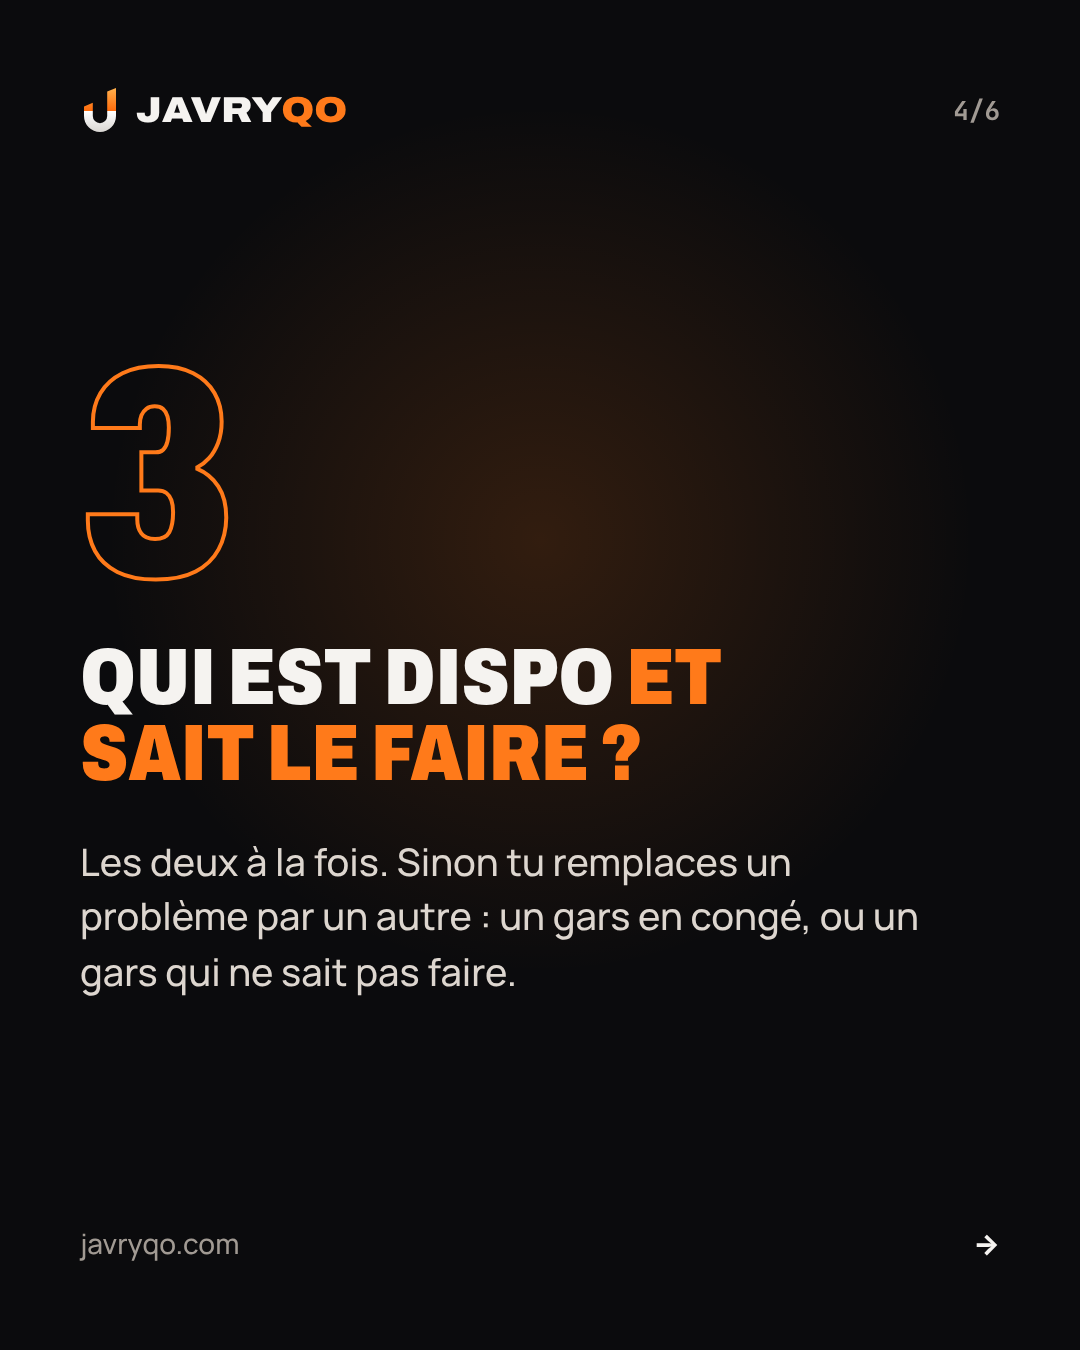 JAVRYQO
4/6
3
QUI EST DISPO ET
SAIT LE FAIRE ?
Les deux à la fois. Sinon tu remplaces un
problème par un autre : un gars en congé, ou un
gars qui ne sait pas faire.
javryqo.com
→